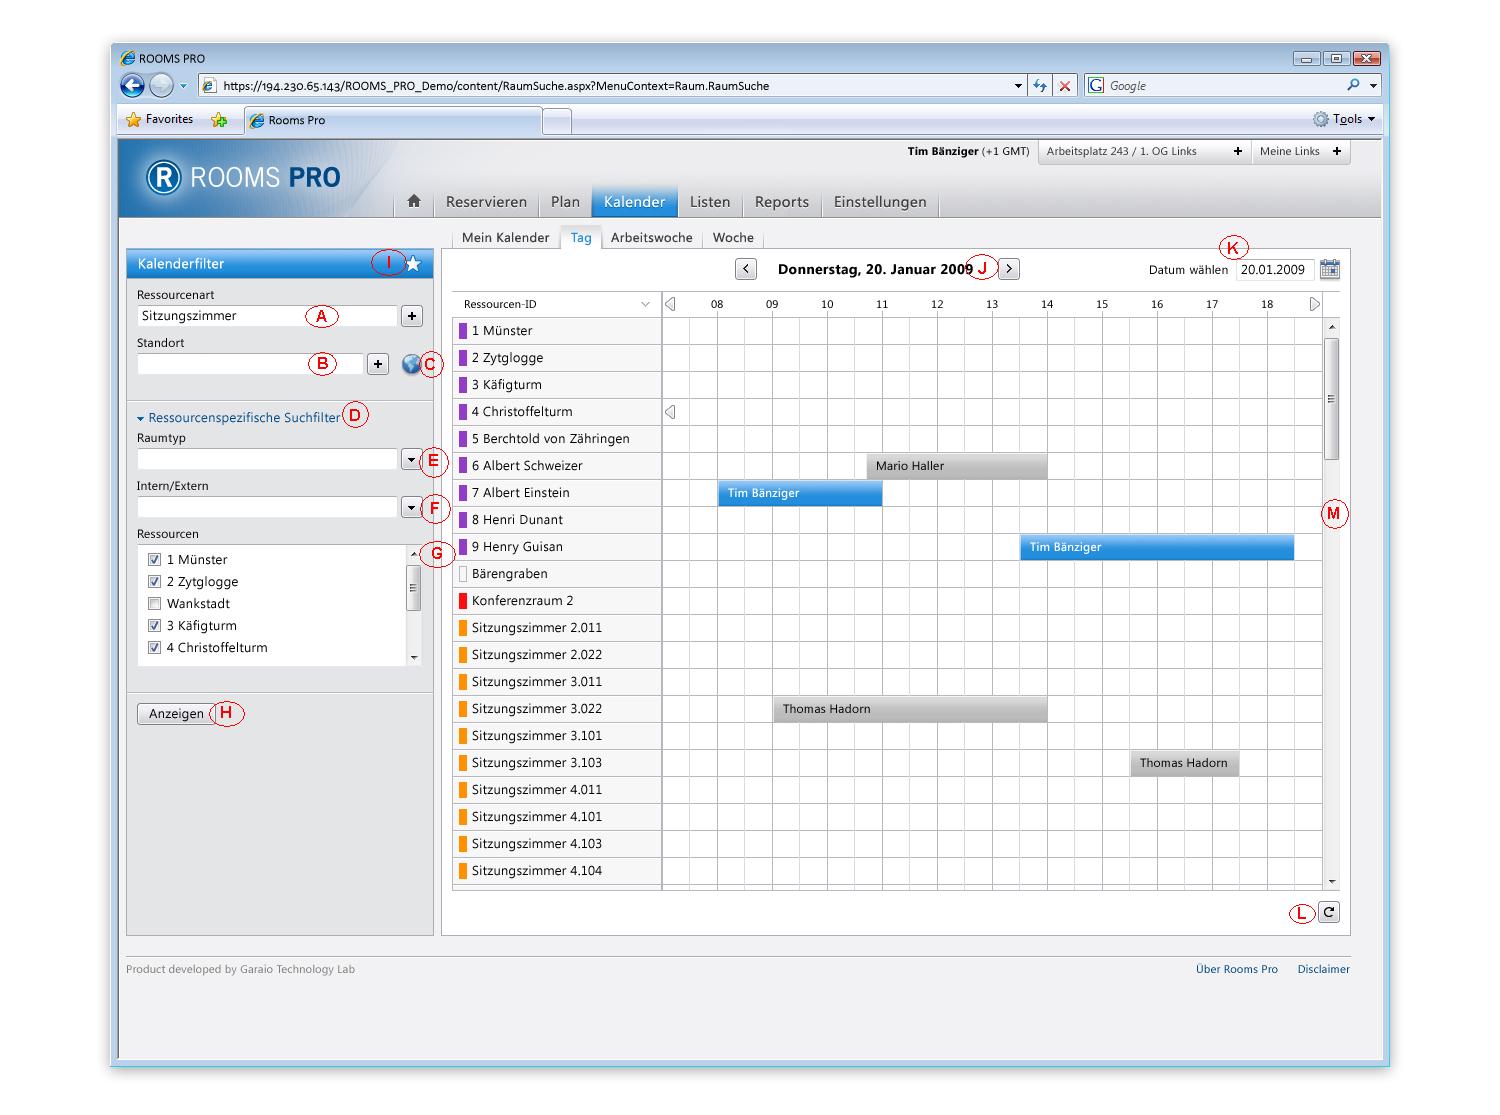 ROOMS PRO
https://194.230.65.143/ROOMS_PRO_Demo/content/RaumSuche.aspx?MenuContext=Raum.RaumSuche
G Google
Favorites
Rooms Pro
Tools
Tim Bänziger (+1 GMT)
Arbeitsplatz 243 / 1. OG Links +
Meine Links +
R ROOMS PRO
Reservieren Plan Kalender Listen Reports Einstellungen
Mein Kalender Tag Arbeitswoche Woche
Kalenderfilter I
Ressourcenart
Sitzungszimmer A +
Standort
B + C
Ressourcenspezifische Suchfilter D
Raumtyp
E
Intern/Extern
F
Ressourcen
G
1 Münster
2 Zytglogge
Wankstadt
3 Käfigturm
4 Christoffelturm
Anzeigen H
Donnerstag, 20. Januar 2009 J
K
Datum wählen 20.01.2009
Ressourcen-ID 08 09 10 11 12 13 14 15 16 17 18
1 Münster
2 Zytglogge
3 Käfigturm
4 Christoffelturm
5 Berchtold von Zähringen
6 Albert Schweizer Mario Haller
7 Albert Einstein Tim Bänziger
M
8 Henri Dunant
9 Henry Guisan Tim Bänziger
Bärengraben
Konferenzraum 2
Sitzungszimmer 2.011
Sitzungszimmer 2.022
Sitzungszimmer 3.011
Sitzungszimmer 3.022 Thomas Hadorn
Sitzungszimmer 3.101
Sitzungszimmer 3.103 Thomas Hadorn
Sitzungszimmer 4.011
Sitzungszimmer 4.101
Sitzungszimmer 4.103
Sitzungszimmer 4.104
L
Product developed by Garaio Technology Lab
Über Rooms Pro Disclaimer